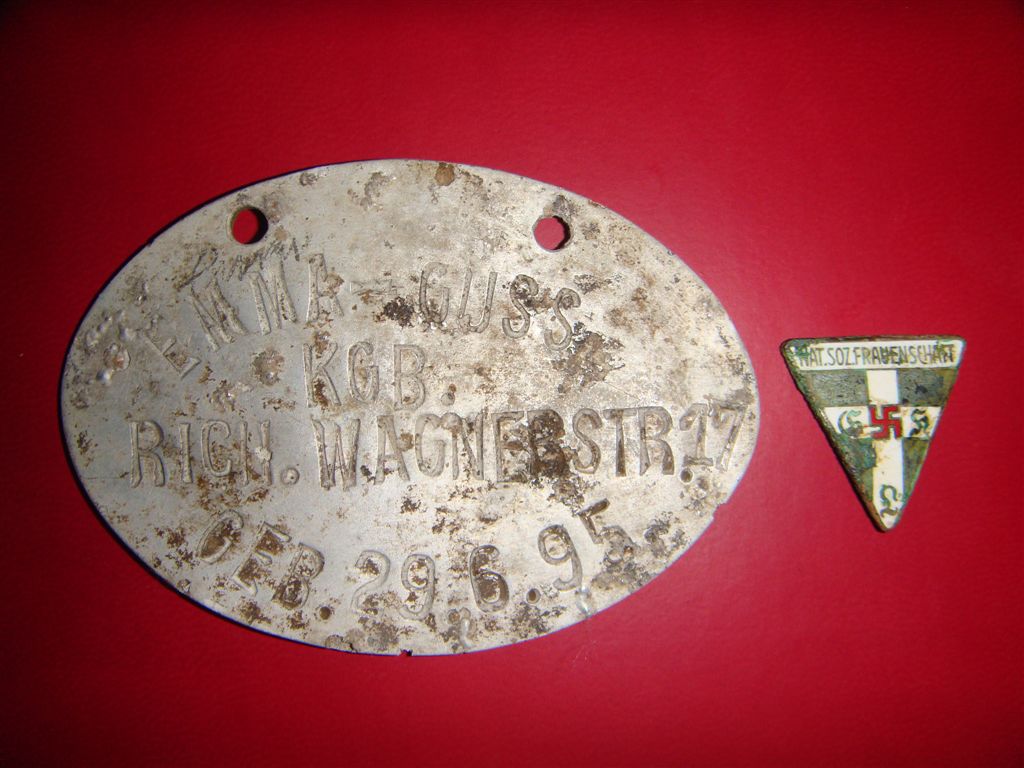 EMMA - GUSS
KGB.
RICH. WAGNERSTR. 17
GEB. 29.6.95
NAT. SOZ. FRAUENSCHAFT
G H
L